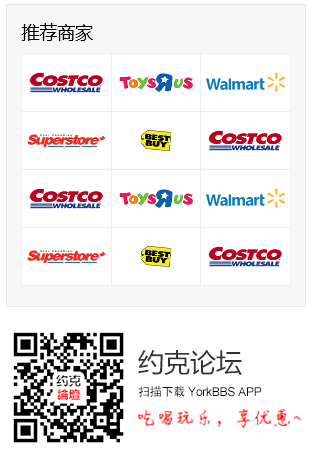 推荐商家
COSTCO WHOLESALE
TOYS R US
Walmart
REAL CANADIAN Superstore
BEST BUY
COSTCO WHOLESALE
COSTCO WHOLESALE
TOYS R US
Walmart
REAL CANADIAN Superstore
BEST BUY
COSTCO WHOLESALE
约克
論壇
约克论坛
扫描下载 YorkBBS APP
吃喝玩乐，享优惠~